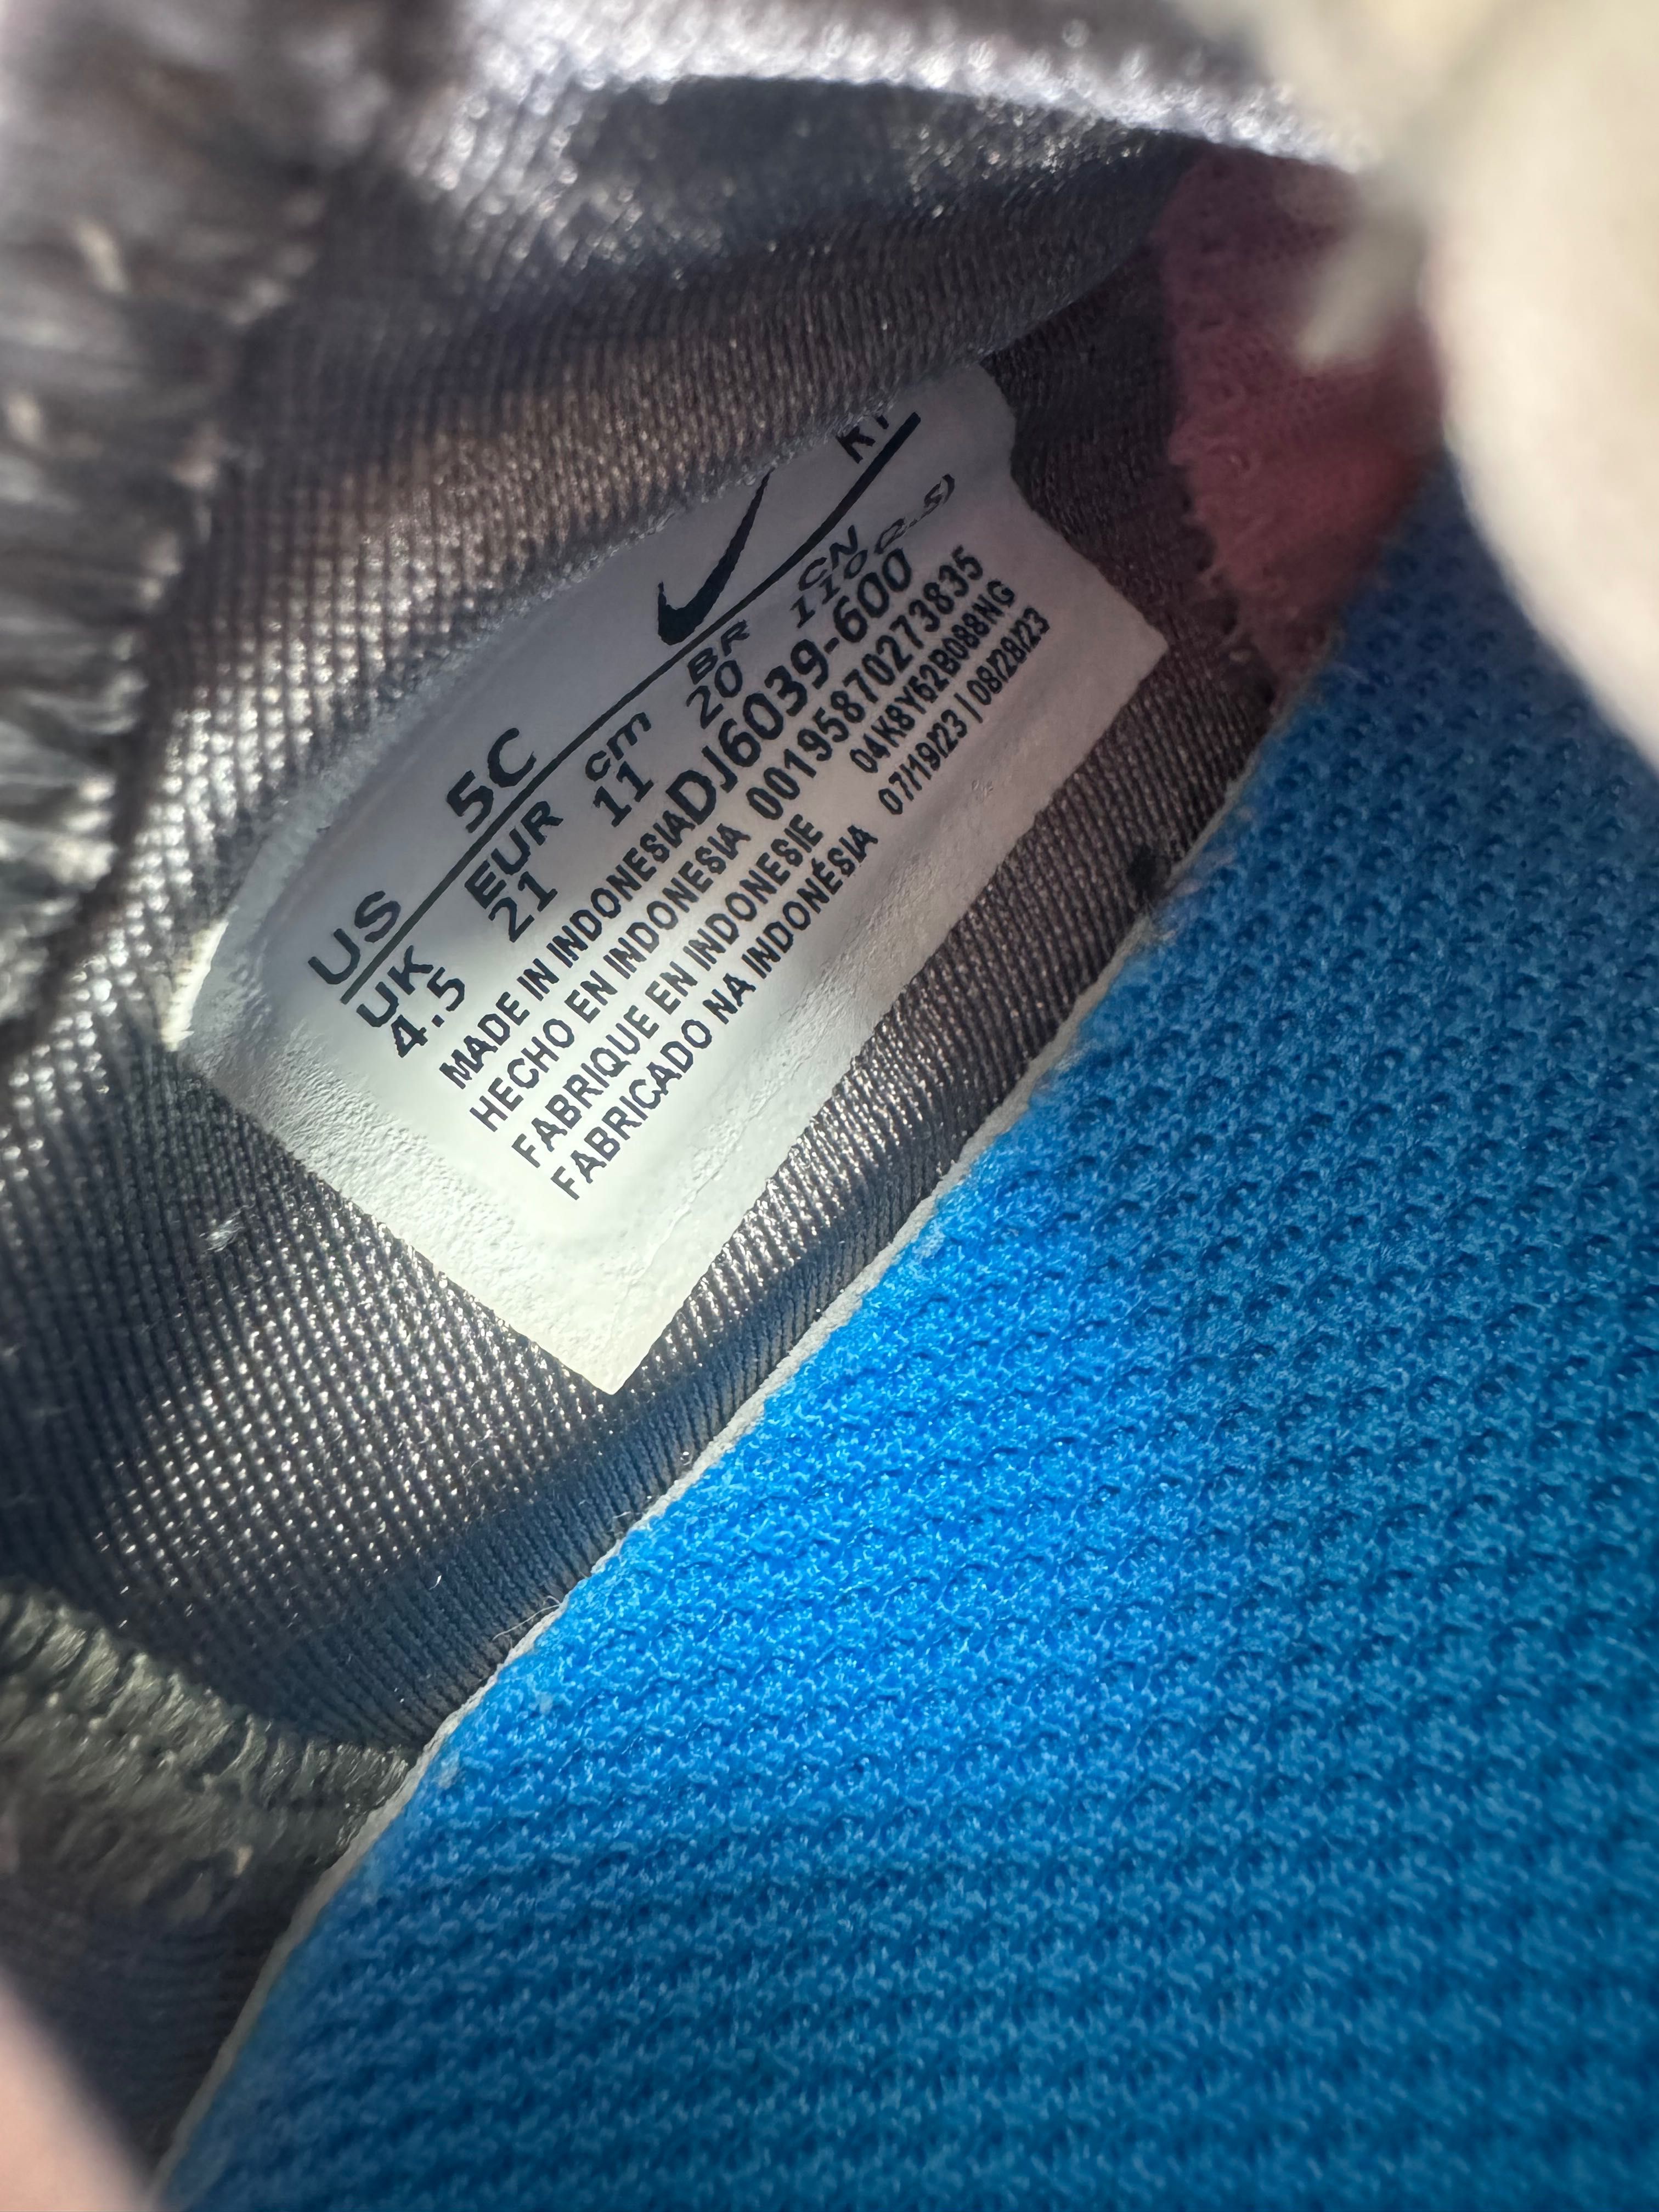 US 5C
UK EUR cm BR CN
4.5 21 11 20 110(2.5)
MADE IN INDONESIA DJ6039-600
HECHO EN INDONESIA 00195870273835
FABRIQUE EN INDONESIE 04K8Y52B088NG
FABRICADO NA INDONÉSIA 07/19/23 | 08/28/23